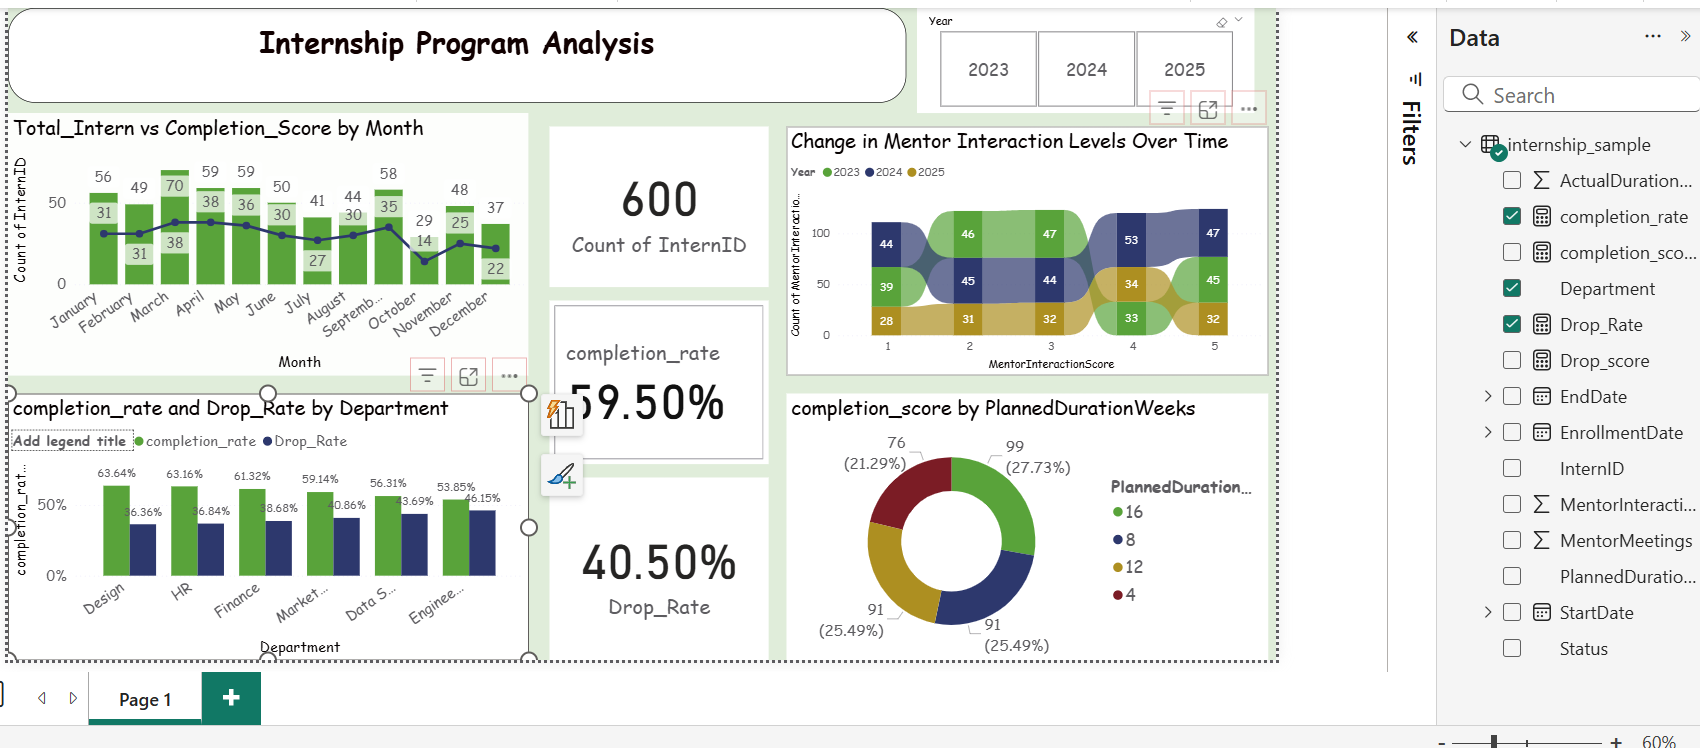 Internship Program Analysis
Year
2023
2024
2025
Total_Intern vs Completion_Score by Month
Count of InternID
50
0
56
49
70
59
59
50
41
44
58
29
48
37
31
31
38
38
36
30
27
30
35
14
25
22
January
February
March
April
May
June
July
August
Septemb...
October
November
December
Month
600
Count of InternID
completion_rate
59.50%
40.50%
Drop_Rate
Change in Mentor Interaction Levels Over Time
Year 2023 2024 2025
Count of MentorInteractio...
100
50
0
44
39
28
46
45
31
47
44
32
53
34
33
47
45
32
1
2
3
4
5
MentorInteractionScore
completion_rate and Drop_Rate by Department
Add legend title completion_rate Drop_Rate
completion_rat...
50%
0%
63.64%
36.36%
63.16%
36.84%
61.32%
38.68%
59.14%
40.86%
56.31%
43.69%
53.85%
46.15%
Design
HR
Finance
Market...
Data S...
Enginee...
Department
completion_score by PlannedDurationWeeks
76
(21.29%)
99
(27.73%)
91
(25.49%)
91
(25.49%)
PlannedDuration...
16
8
12
4
Filters
Data
Search
internship_sample
ActualDuration...
completion_rate
completion_sco...
Department
Drop_Rate
Drop_score
EndDate
EnrollmentDate
InternID
MentorInteracti...
MentorMeetings
PlannedDuratio...
StartDate
Status
Page 1
60%